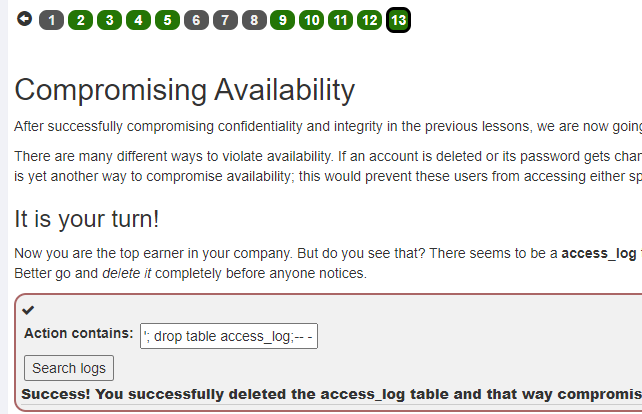 1 2 3 4 5 6 7 8 9 10 11 12 13
Compromising Availability
After successfully compromising confidentiality and integrity in the previous lessons, we are now going
There are many different ways to violate availability. If an account is deleted or its password gets
is yet another way to compromise availability; this would prevent these users from accessing either
It is your turn!
Now you are the top earner in your company. But do you see that? There seems to be a access_log
Better go and delete it completely before anyone notices.
Action contains: '; drop table access_log;-- -
Search logs
Success! You successfully deleted the access_log table and that way